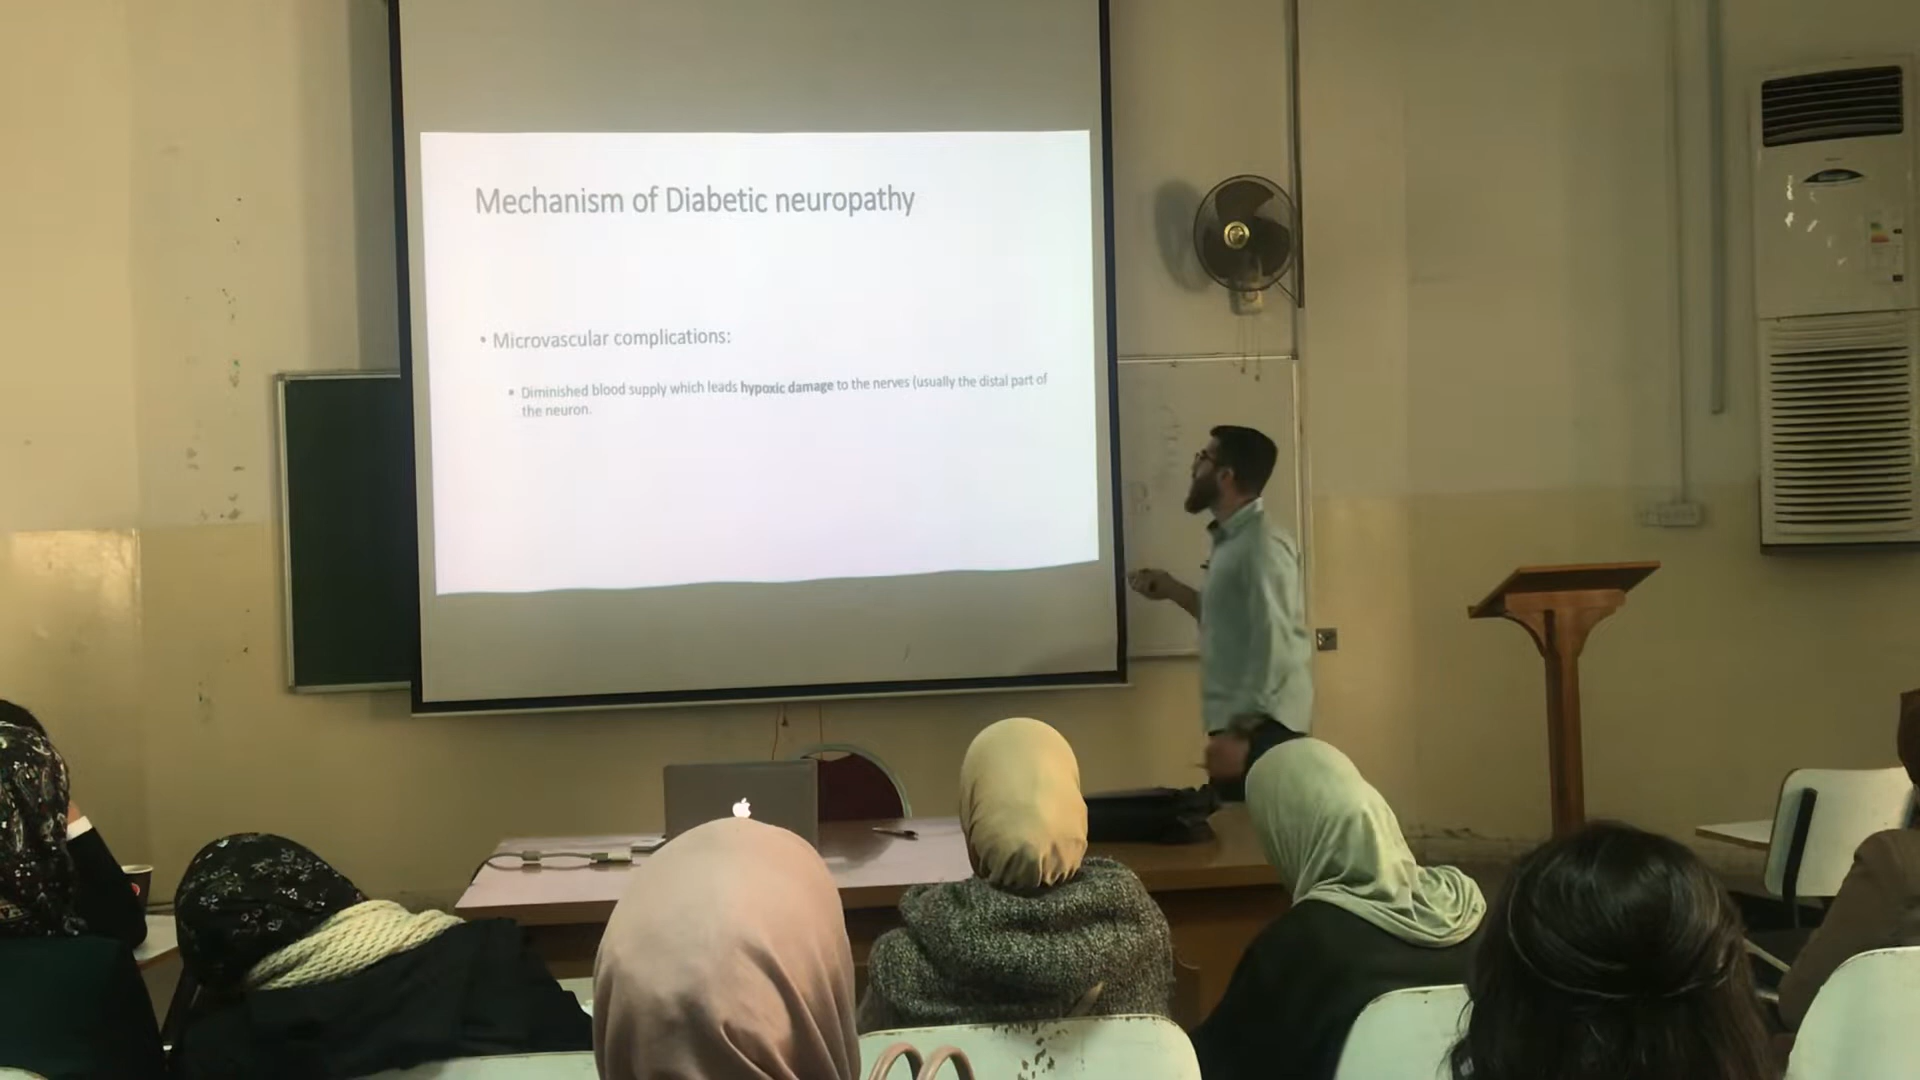 Mechanism of Diabetic neuropathy
• Microvascular complications:
• Diminished blood supply which leads hypoxic damage to the nerves (usually the distal part of
the neuron.